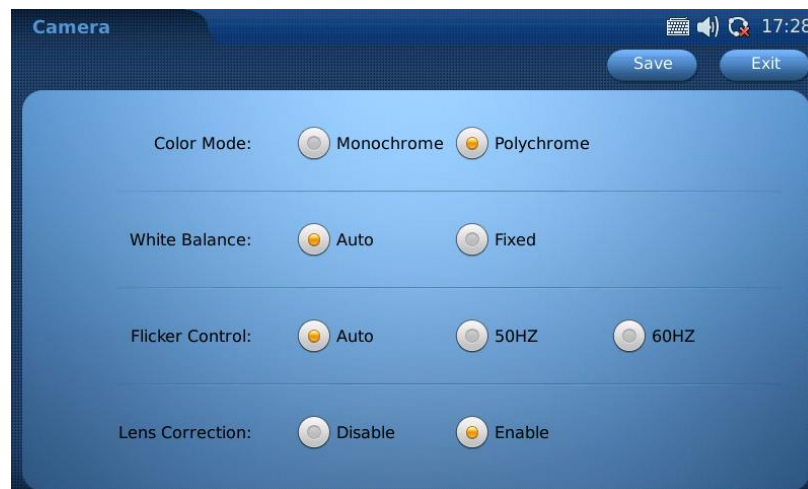 Camera 17:28
Save Exit
Color Mode: Monochrome Polychrome
White Balance: Auto Fixed
Flicker Control: Auto 50HZ 60HZ
Lens Correction: Disable Enable